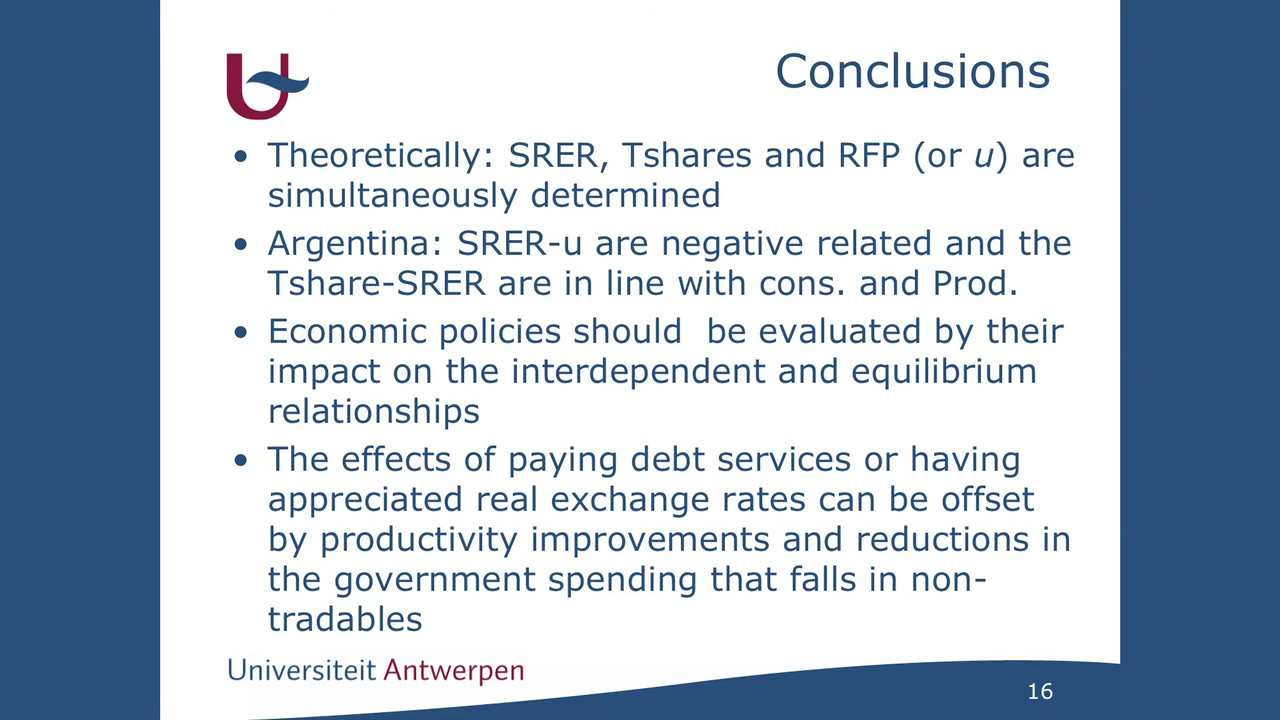 Conclusions
• Theoretically: SRER, Tshares and RFP (or u) are
simultaneously determined
• Argentina: SRER-u are negative related and the
Tshare-SRER are in line with cons. and Prod.
• Economic policies should  be evaluated by their
impact on the interdependent and equilibrium
relationships
• The effects of paying debt services or having
appreciated real exchange rates can be offset
by productivity improvements and reductions in
the government spending that falls in non-
tradables
Universiteit Antwerpen
16